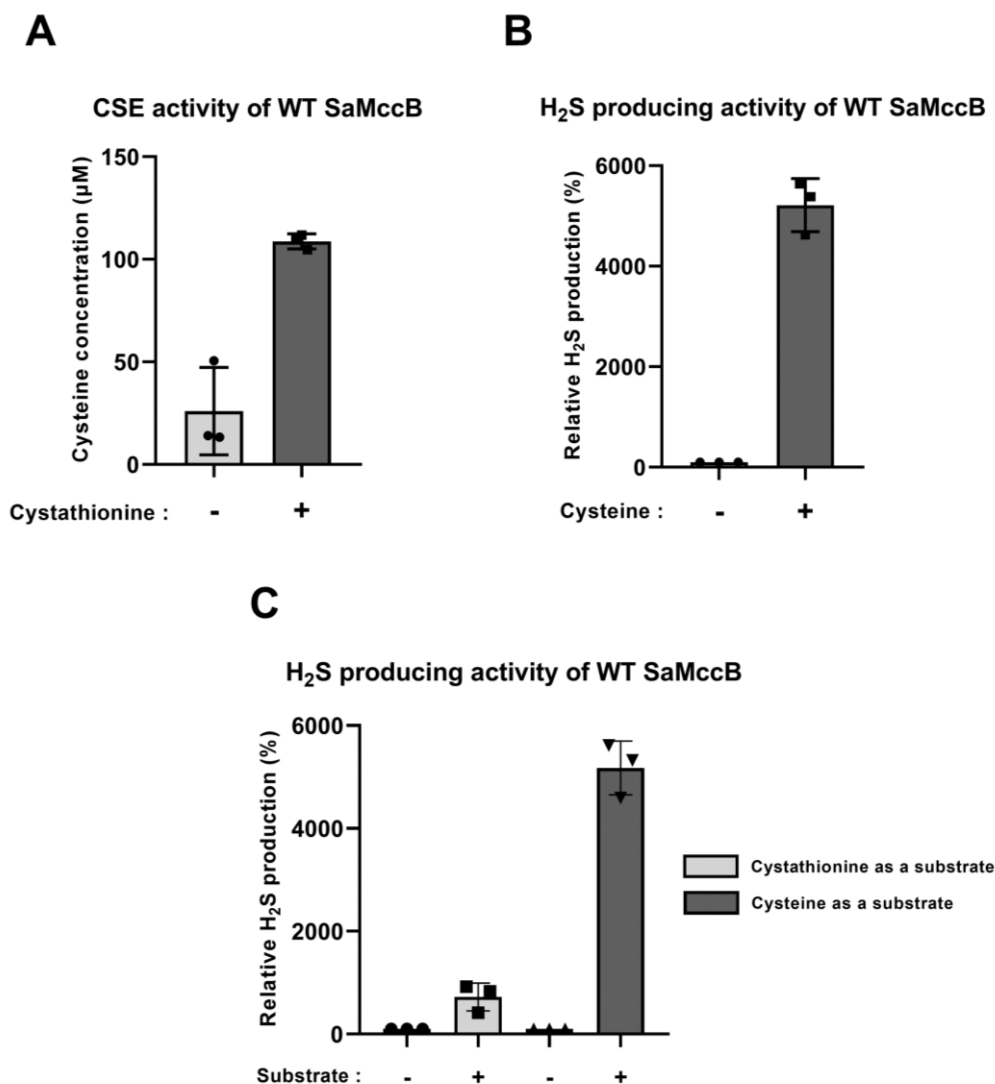 A
CSE activity of WT SaMccB
Cysteine concentration (µM)
150
100
50
0
Cystathionine : - +
B
H₂S producing activity of WT SaMccB
Relative H₂S production (%)
6000
4000
2000
0
Cysteine : - +
C
H₂S producing activity of WT SaMccB
Relative H₂S production (%)
6000
4000
2000
0
Substrate : - + - +
Cystathionine as a substrate
Cysteine as a substrate